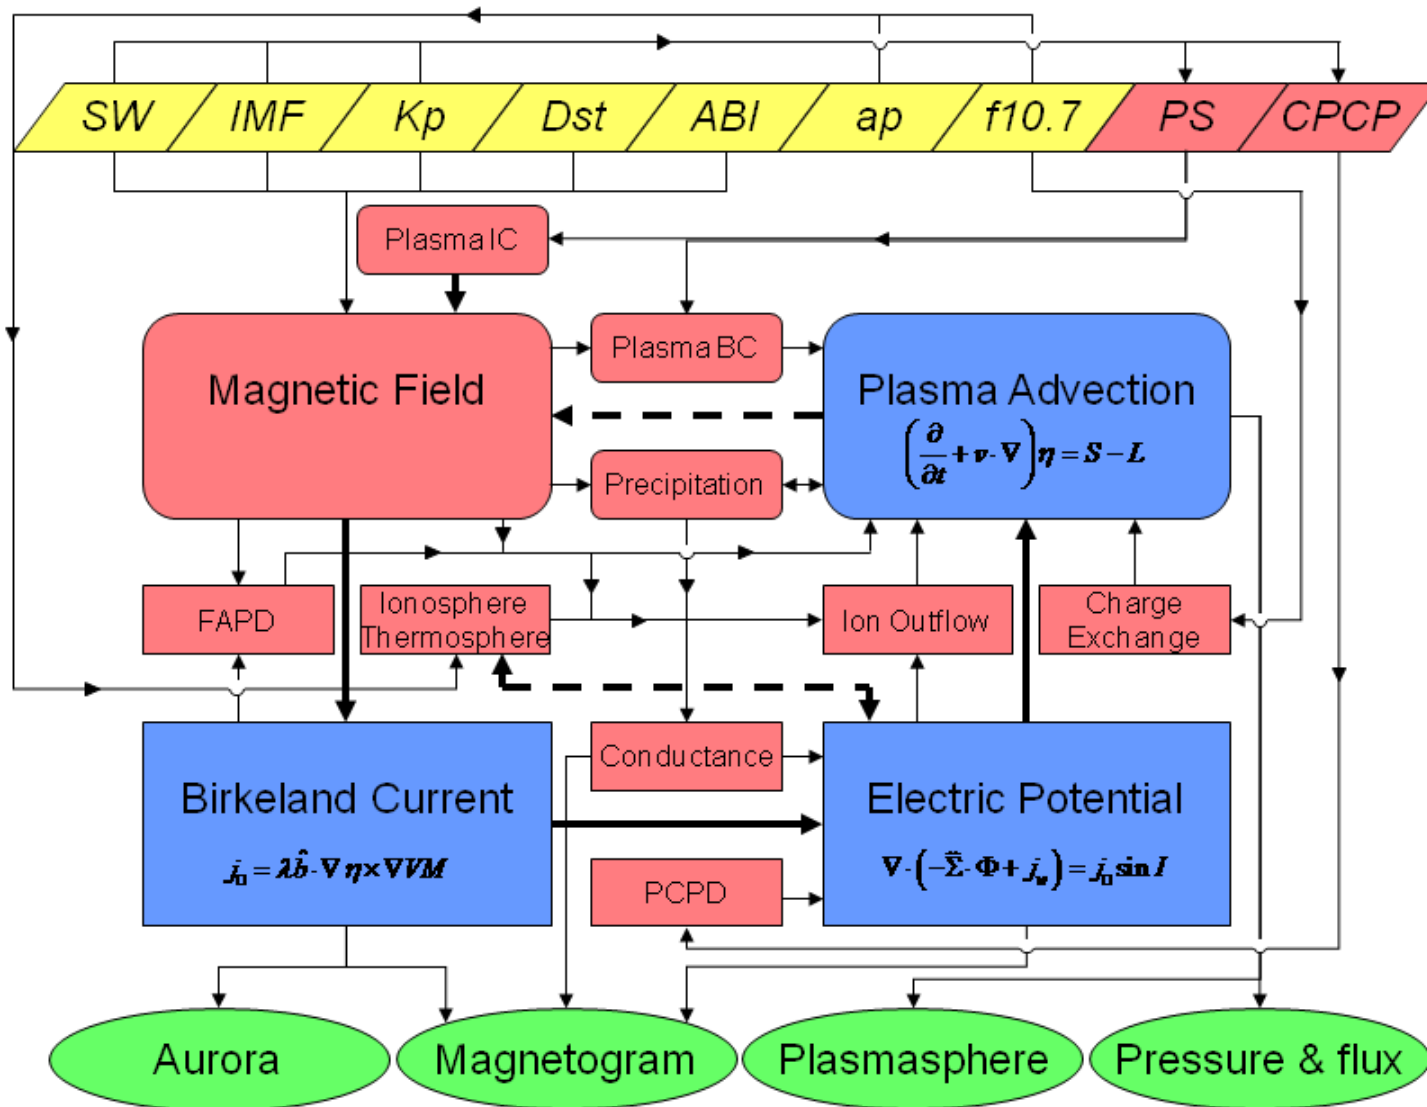 SW IMF Kp Dst ABI ap f10.7 PS CPCP
Plasma IC
Magnetic Field
Plasma BC
Plasma Advection
(∂/∂t + v · ∇) η = S − L
Precipitation
FAPD
Ionosphere
Thermosphere
Ion Outflow
Charge
Exchange
Conductance
Birkeland Current
j_□ = λb̂ · ∇η × ∇VM
Electric Potential
∇ · (−Σ̿ · Φ + j_w) = j_□ sin I
PCPD
Aurora
Magnetogram
Plasmasphere
Pressure & flux